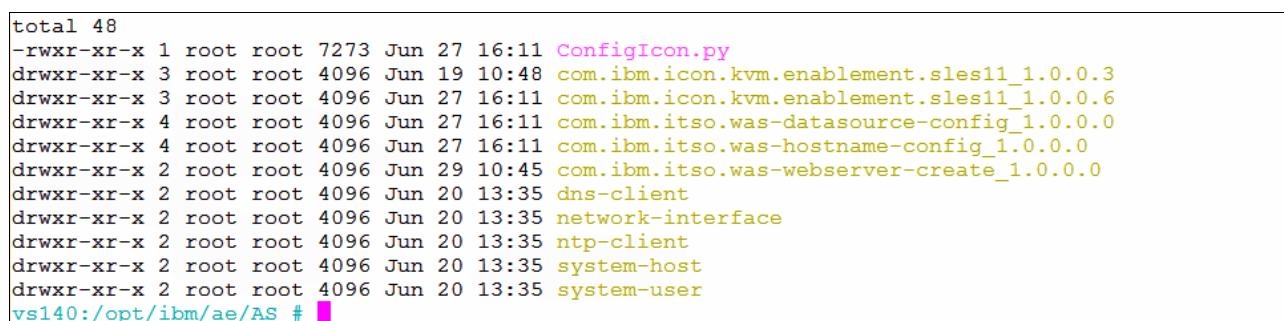 total 48
-rwxr-xr-x 1 root root 7273 Jun 27 16:11 ConfigIcon.py
drwxr-xr-x 3 root root 4096 Jun 19 10:48 com.ibm.icon.kvm.enablement.sles11_1.0.0.3
drwxr-xr-x 3 root root 4096 Jun 27 16:11 com.ibm.icon.kvm.enablement.sles11_1.0.0.6
drwxr-xr-x 4 root root 4096 Jun 27 16:11 com.ibm.itso.was-datasource-config_1.0.0.0
drwxr-xr-x 4 root root 4096 Jun 27 16:11 com.ibm.itso.was-hostname-config_1.0.0.0
drwxr-xr-x 2 root root 4096 Jun 29 10:45 com.ibm.itso.was-webserver-create_1.0.0.0
drwxr-xr-x 2 root root 4096 Jun 20 13:35 dns-client
drwxr-xr-x 2 root root 4096 Jun 20 13:35 network-interface
drwxr-xr-x 2 root root 4096 Jun 20 13:35 ntp-client
drwxr-xr-x 2 root root 4096 Jun 20 13:35 system-host
drwxr-xr-x 2 root root 4096 Jun 20 13:35 system-user
vs140:/opt/ibm/ae/AS #